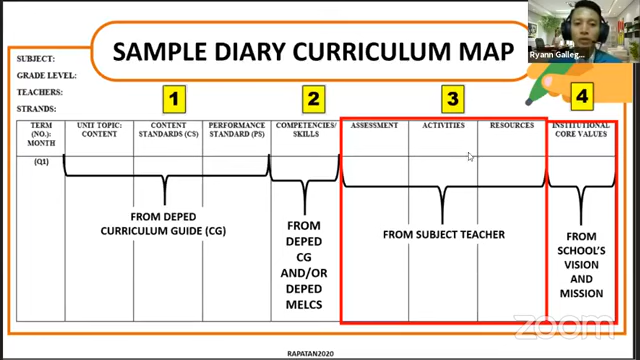 SAMPLE DIARY CURRICULUM MAP
Ryann Galleg...
SUBJECT:
GRADE LEVEL:
TEACHERS:
STRANDS:
1
2
3
4
TERM
(NO.):
MONTH
UNIT TOPIC:
CONTENT
CONTENT
STANDARDS (CS)
PERFORMANCE
STANDARD (PS)
COMPETENCIES/
SKILLS
ASSESSMENT
ACTIVITIES
RESOURCES
INSTITUTIONAL
CORE VALUES
(Q1)
FROM DEPED
CURRICULUM GUIDE (CG)
FROM
DEPED
CG
AND/OR
DEPED
MELCS
FROM SUBJECT TEACHER
FROM
SCHOOL'S
VISION
AND
MISSION
zoom
RAPATAN2020